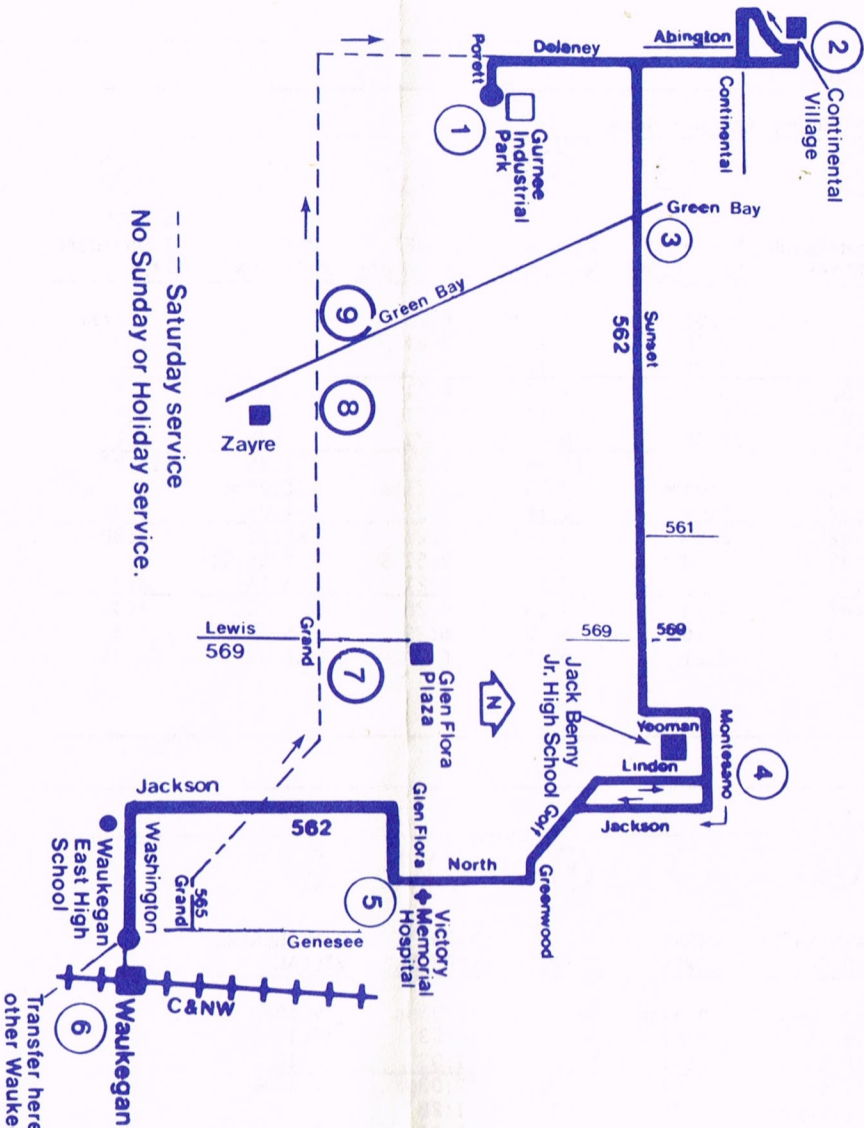 2
Continental
Village
Abington
Continental
Delaney
Porett
1
Gurnee
Industrial
Park
Green Bay
3
Sunset
562
Green Bay
9
8
Zayre
--- Saturday service
No Sunday or Holiday service.
561
569
569
Lewis
569
Grand
7
Glen Flora
Plaza
N
Jack Benny
Jr. High School
Yeoman
Montesano
4
Linden
Jackson
Golf
Greenwood
North
Glen Flora
5
Victory
Memorial
Hospital
Jackson
562
Washington
Waukegan
East High
School
565
Grand
Genesee
C&NW
6
Waukegan
Transfer here
other Wauke